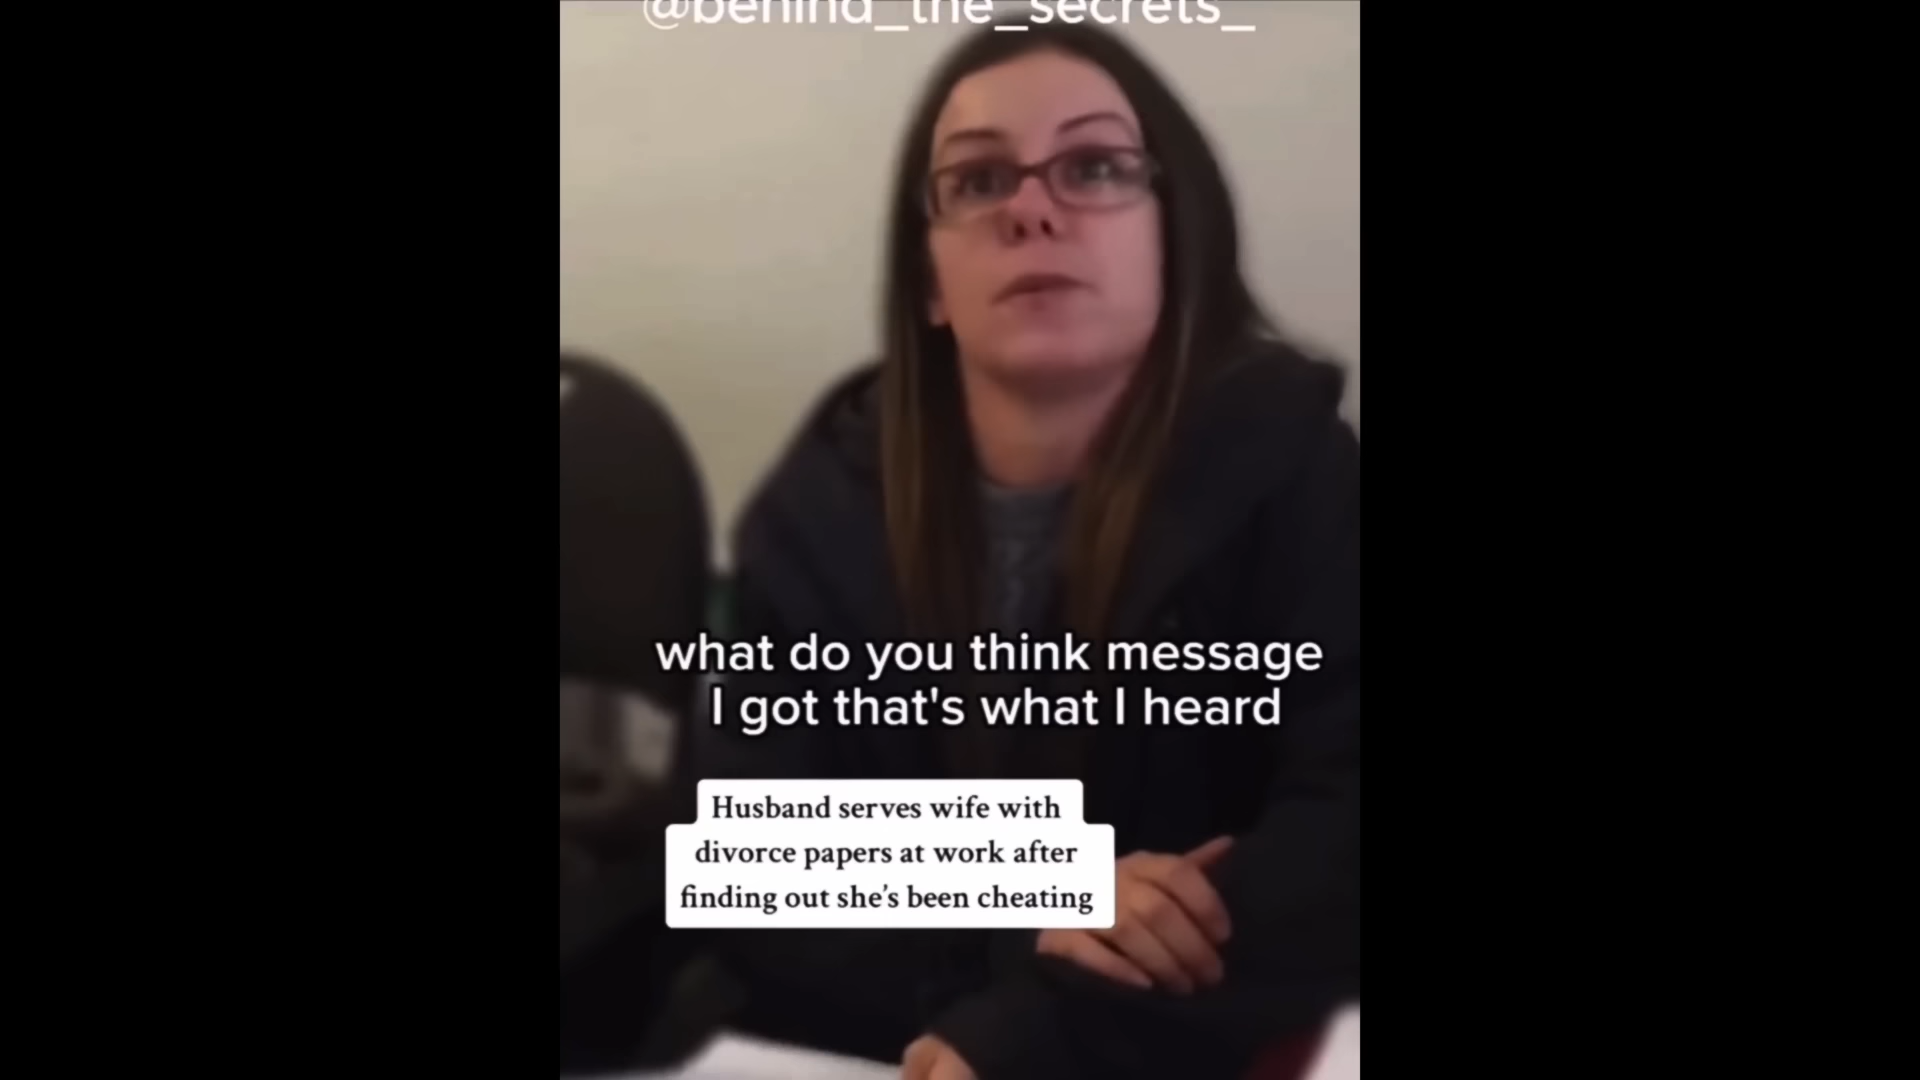 @behind_the_secrets_
what do you think message
I got that's what I heard
Husband serves wife with
divorce papers at work after
finding out she's been cheating